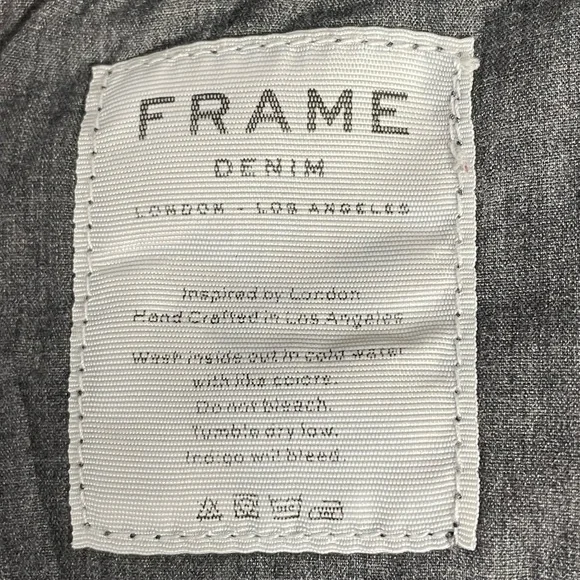 FRAME
DENIM
LONDON - LOS ANGELES
Inspired by London
Hand Crafted in Los Angeles
Wash inside out in cold water
with like colors.
Do not bleach.
Tumble dry low.
Indigo will bleed.